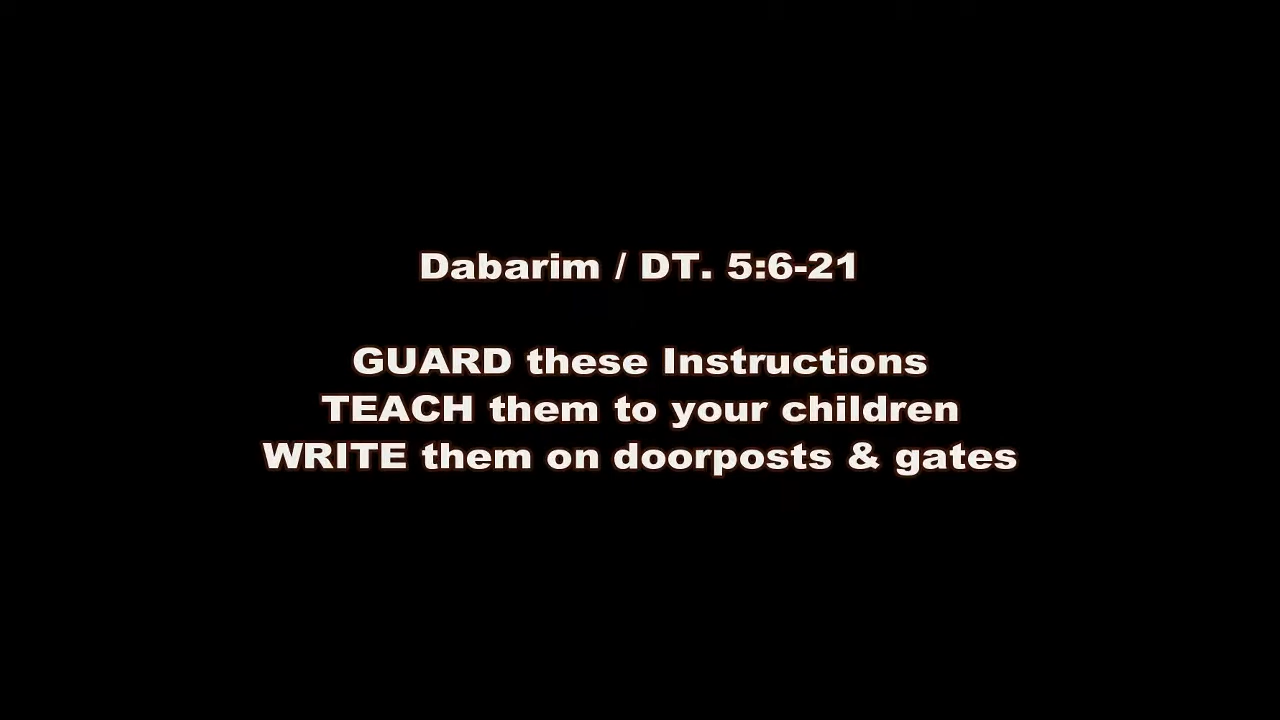 Dabarim / DT. 5:6-21
GUARD these Instructions
TEACH them to your children
WRITE them on doorposts & gates